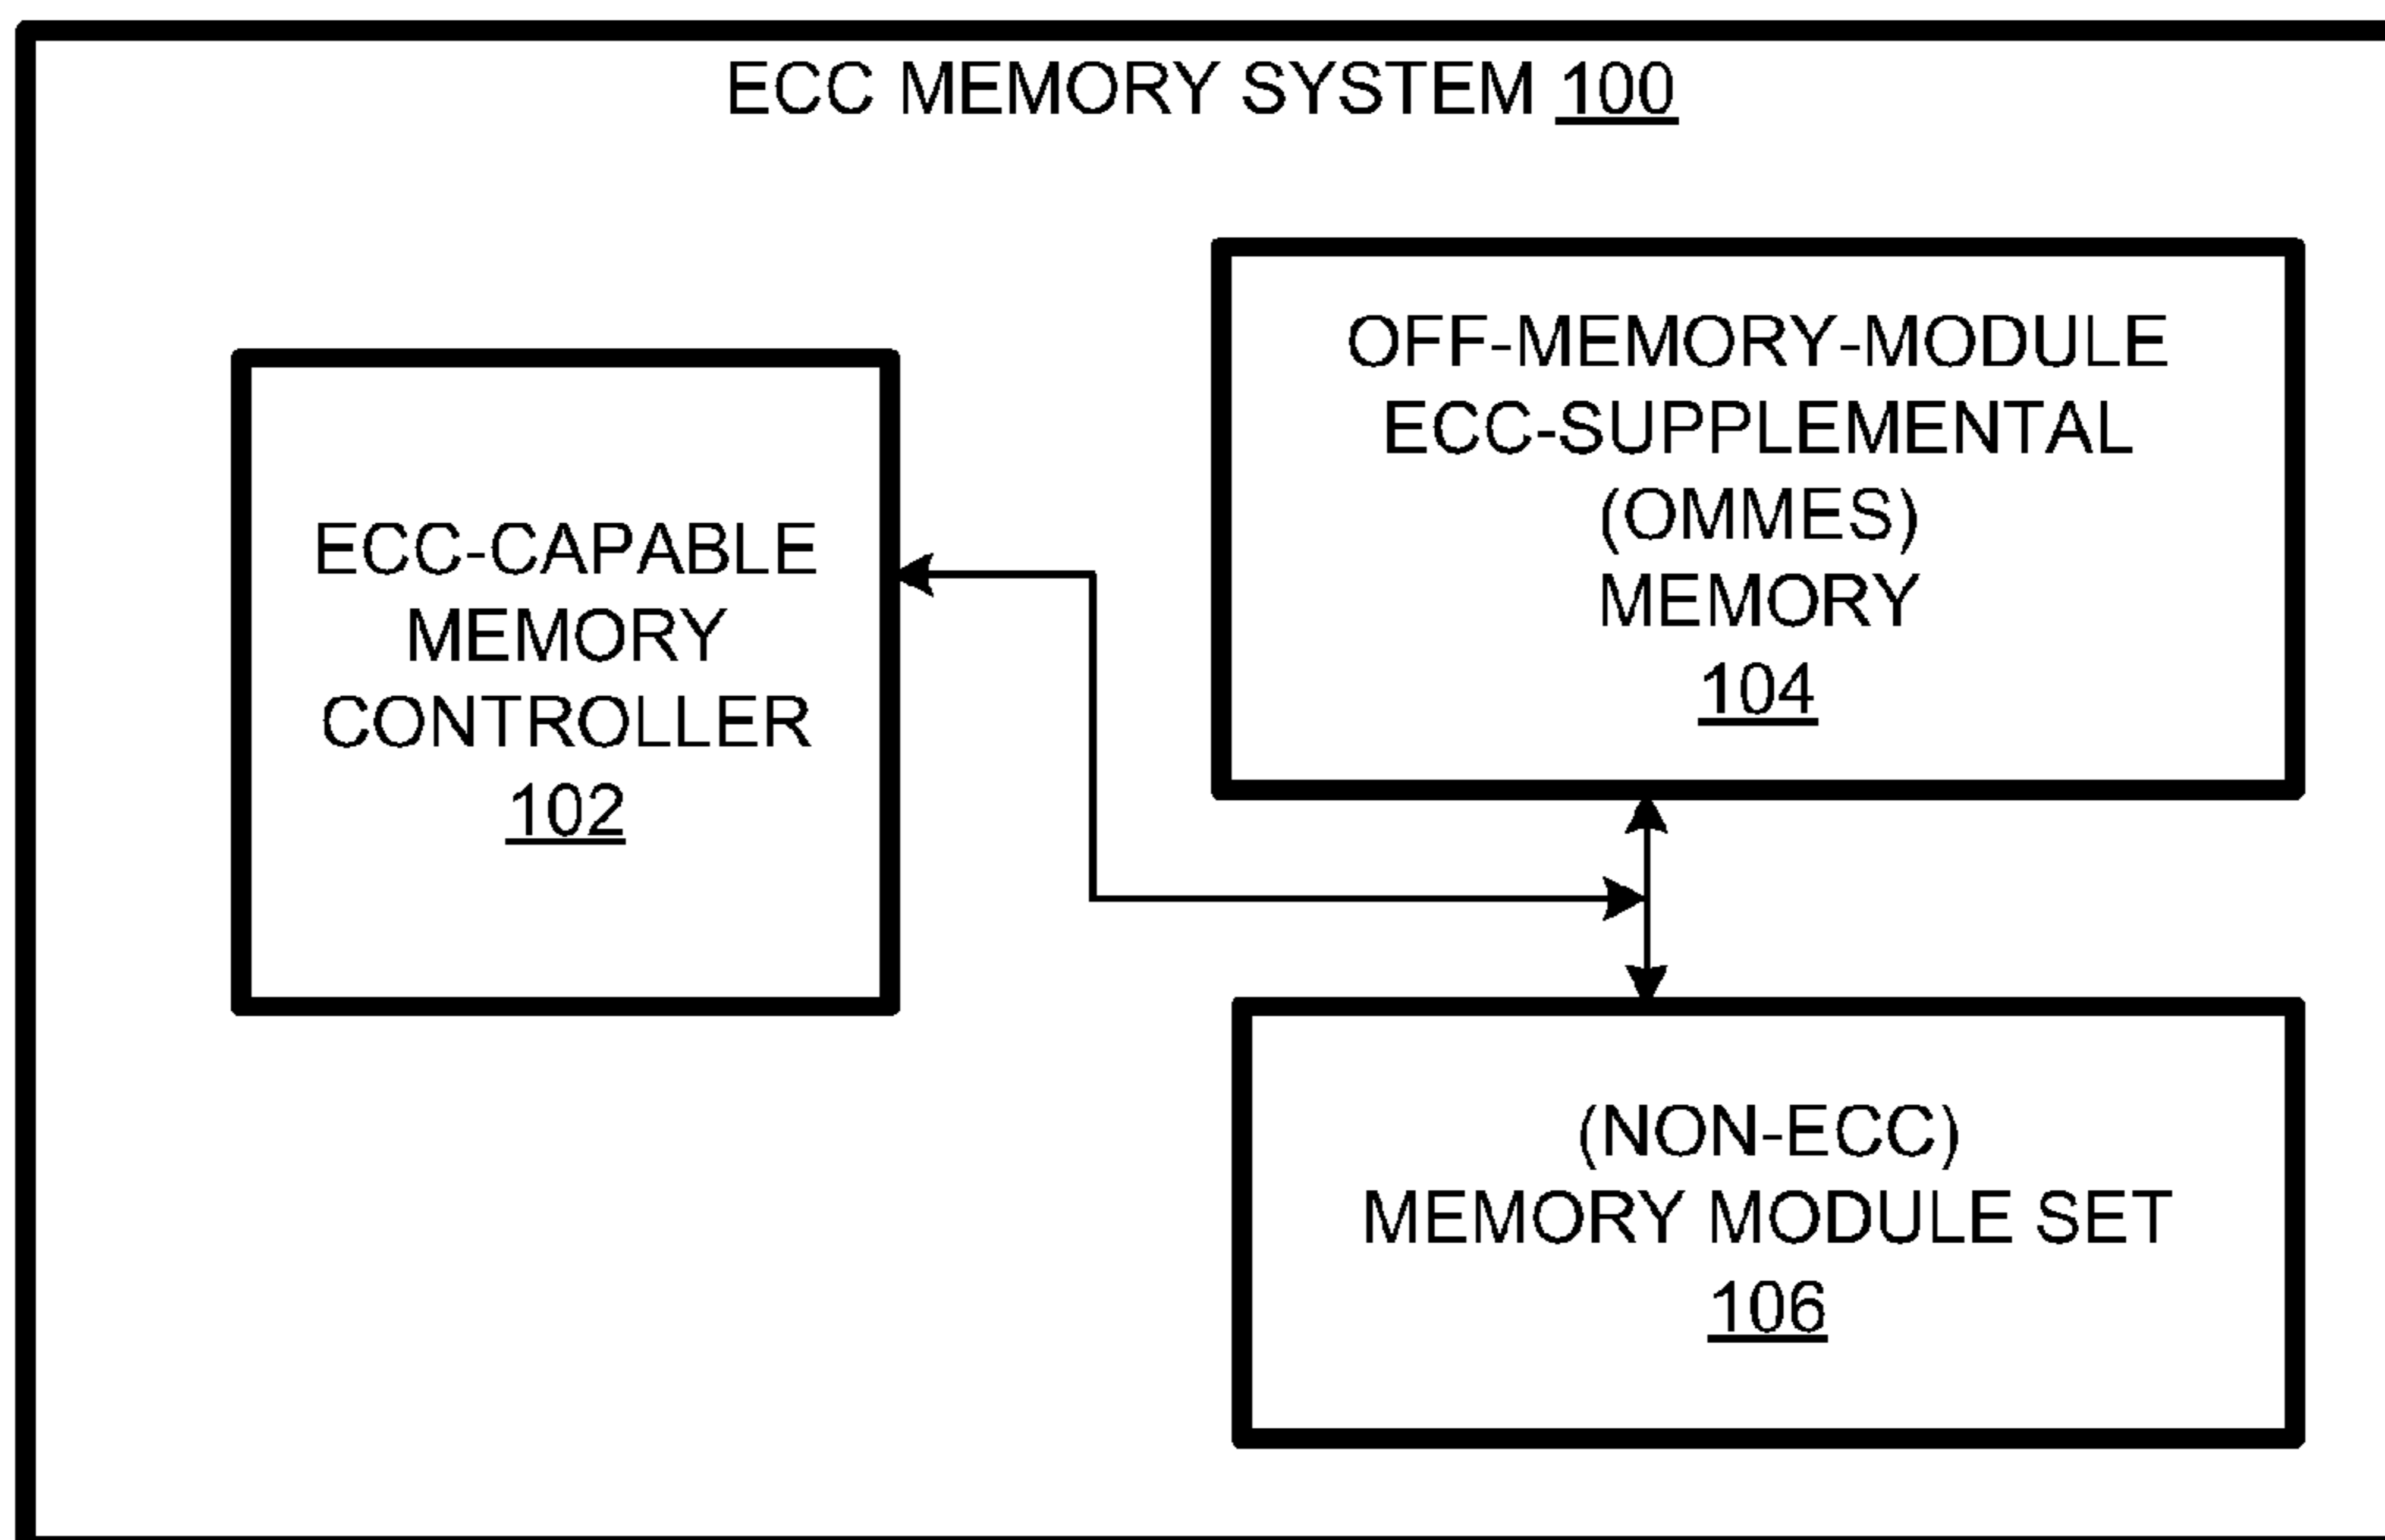 ECC MEMORY SYSTEM 100
ECC-CAPABLE
MEMORY
CONTROLLER
102
OFF-MEMORY-MODULE
ECC-SUPPLEMENTAL
(OMMES)
MEMORY
104
(NON-ECC)
MEMORY MODULE SET
106